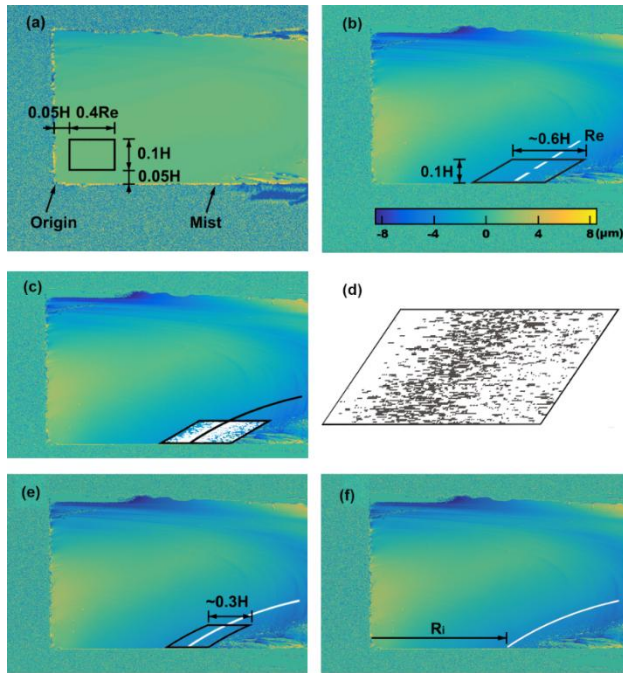 (a)
0.05H 0.4Re
0.1H
0.05H
Origin
Mist
(b)
~0.6H
Re
0.1H
-8 -4 0 4 8 (μm)
(c)
(d)
(e)
~0.3H
(f)
Ri